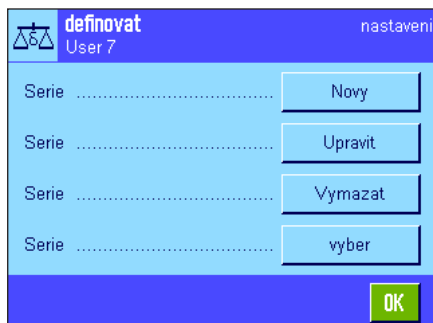 definovat nastaveni
User 7
Serie ................................... Novy
Serie ................................... Upravit
Serie ................................... Vymazat
Serie ................................... vyber
OK